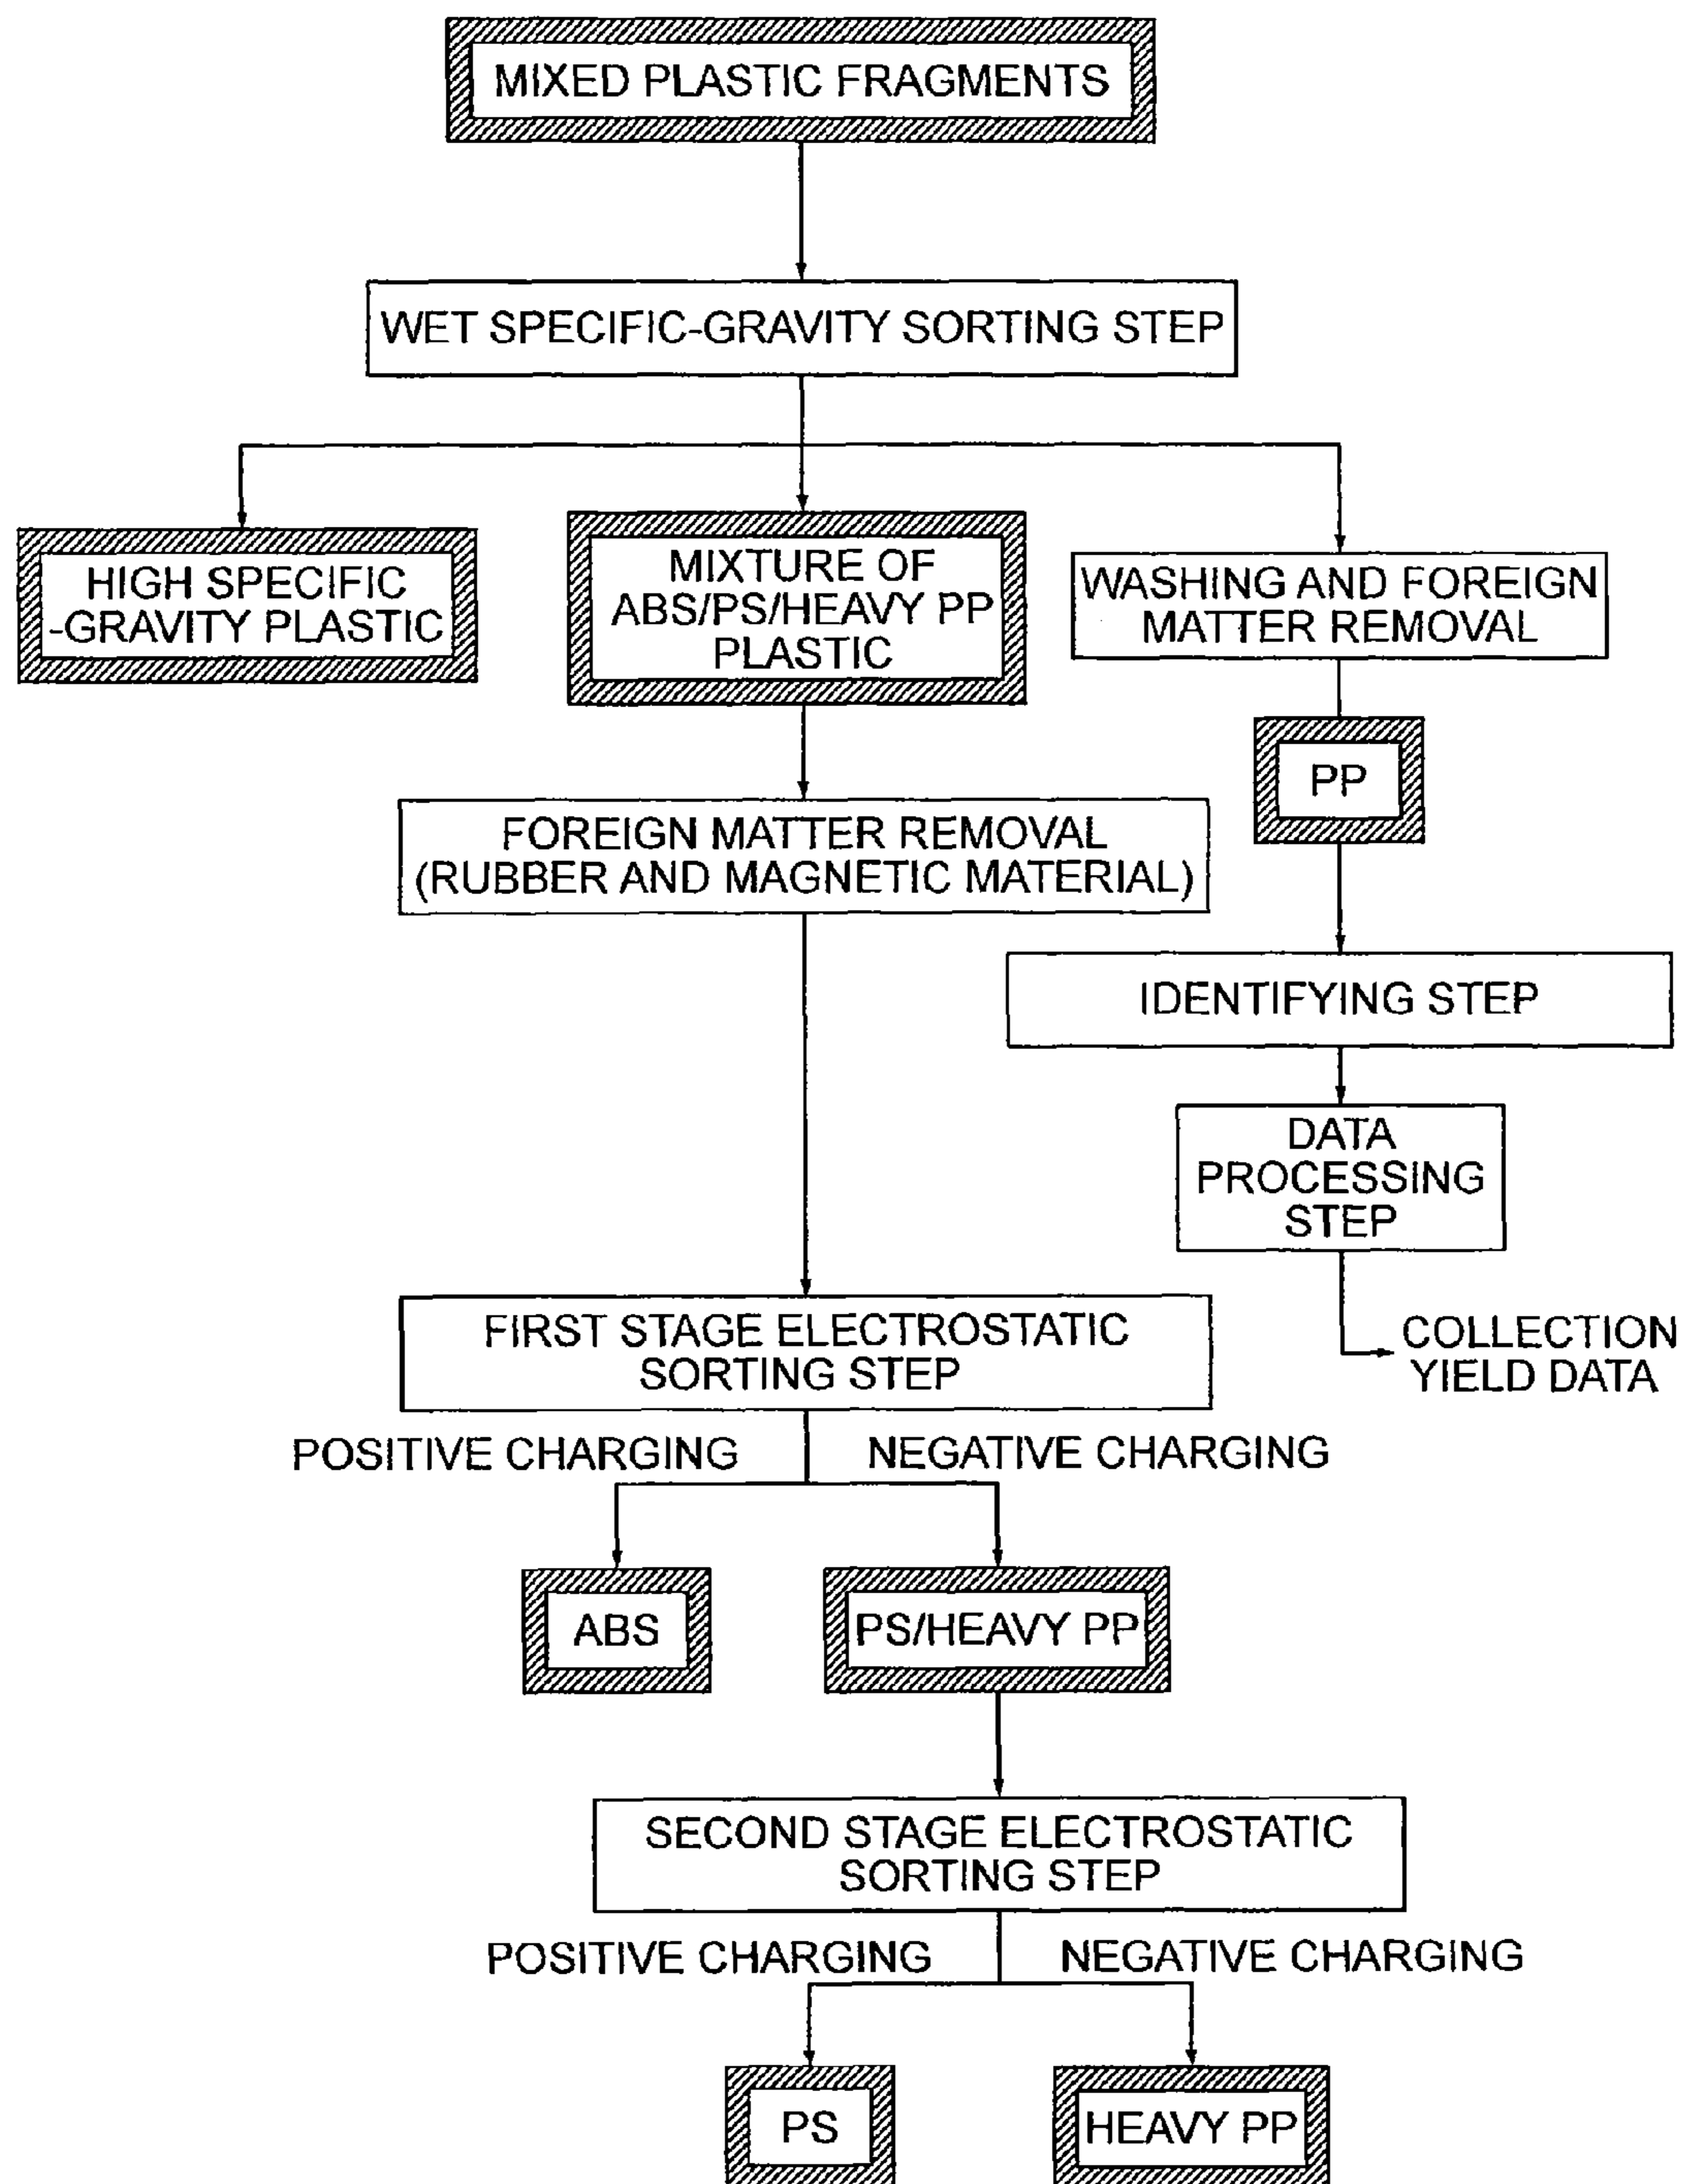 MIXED PLASTIC FRAGMENTS
WET SPECIFIC-GRAVITY SORTING STEP
HIGH SPECIFIC
-GRAVITY PLASTIC
MIXTURE OF
ABS/PS/HEAVY PP
PLASTIC
WASHING AND FOREIGN
MATTER REMOVAL
PP
FOREIGN MATTER REMOVAL
(RUBBER AND MAGNETIC MATERIAL)
IDENTIFYING STEP
DATA
PROCESSING
STEP
COLLECTION
YIELD DATA
FIRST STAGE ELECTROSTATIC
SORTING STEP
POSITIVE CHARGING
NEGATIVE CHARGING
ABS
PS/HEAVY PP
SECOND STAGE ELECTROSTATIC
SORTING STEP
POSITIVE CHARGING
NEGATIVE CHARGING
PS
HEAVY PP